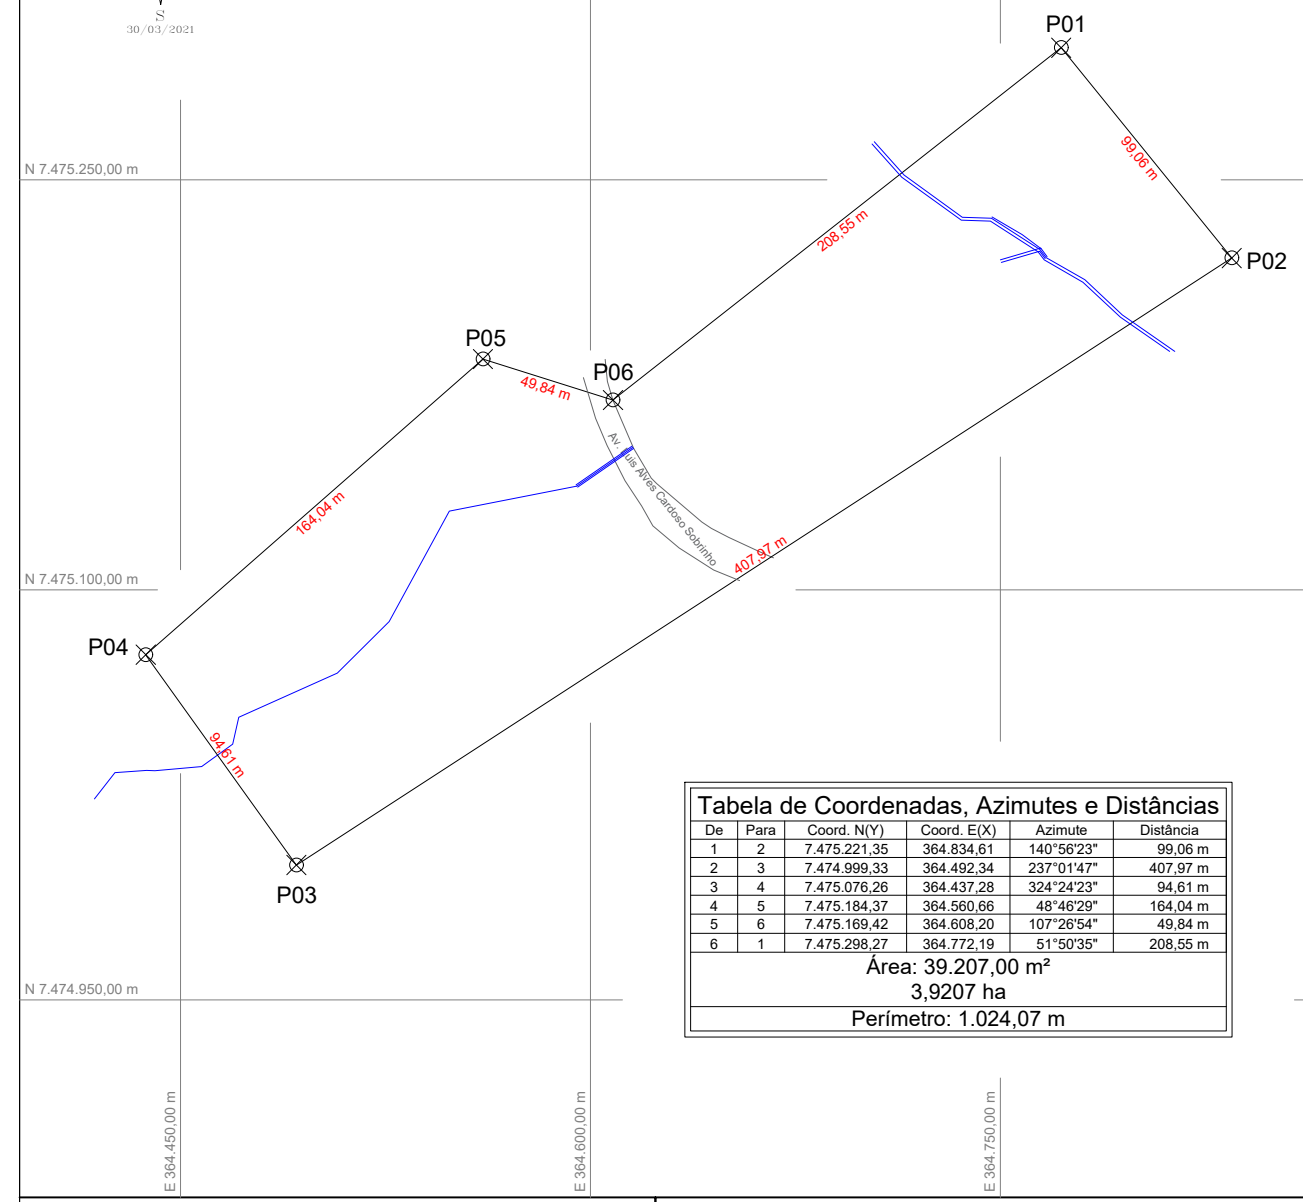 S
30/03/2021
P01
N 7.475.250,00 m
99,06 m
208,55 m
P02
P05
P06
49,84 m
Av. Luis Alves Cardoso Sobrinho
164,04 m
407,97 m
N 7.475.100,00 m
P04
94,61 m
P03
Tabela de Coordenadas, Azimutes e Distâncias
De Para Coord. N(Y) Coord. E(X) Azimute Distância
1 2 7.475.221,35 364.834,61 140°56'23" 99,06 m
2 3 7.474.999,33 364.492,34 237°01'47" 407,97 m
3 4 7.475.076,26 364.437,28 324°24'23" 94,61 m
4 5 7.475.184,37 364.560,66 48°46'29" 164,04 m
5 6 7.475.169,42 364.608,20 107°26'54" 49,84 m
6 1 7.475.298,27 364.772,19 51°50'35" 208,55 m
Área: 39.207,00 m²
3,9207 ha
Perímetro: 1.024,07 m
N 7.474.950,00 m
E 364.450,00 m
E 364.600,00 m
E 364.750,00 m